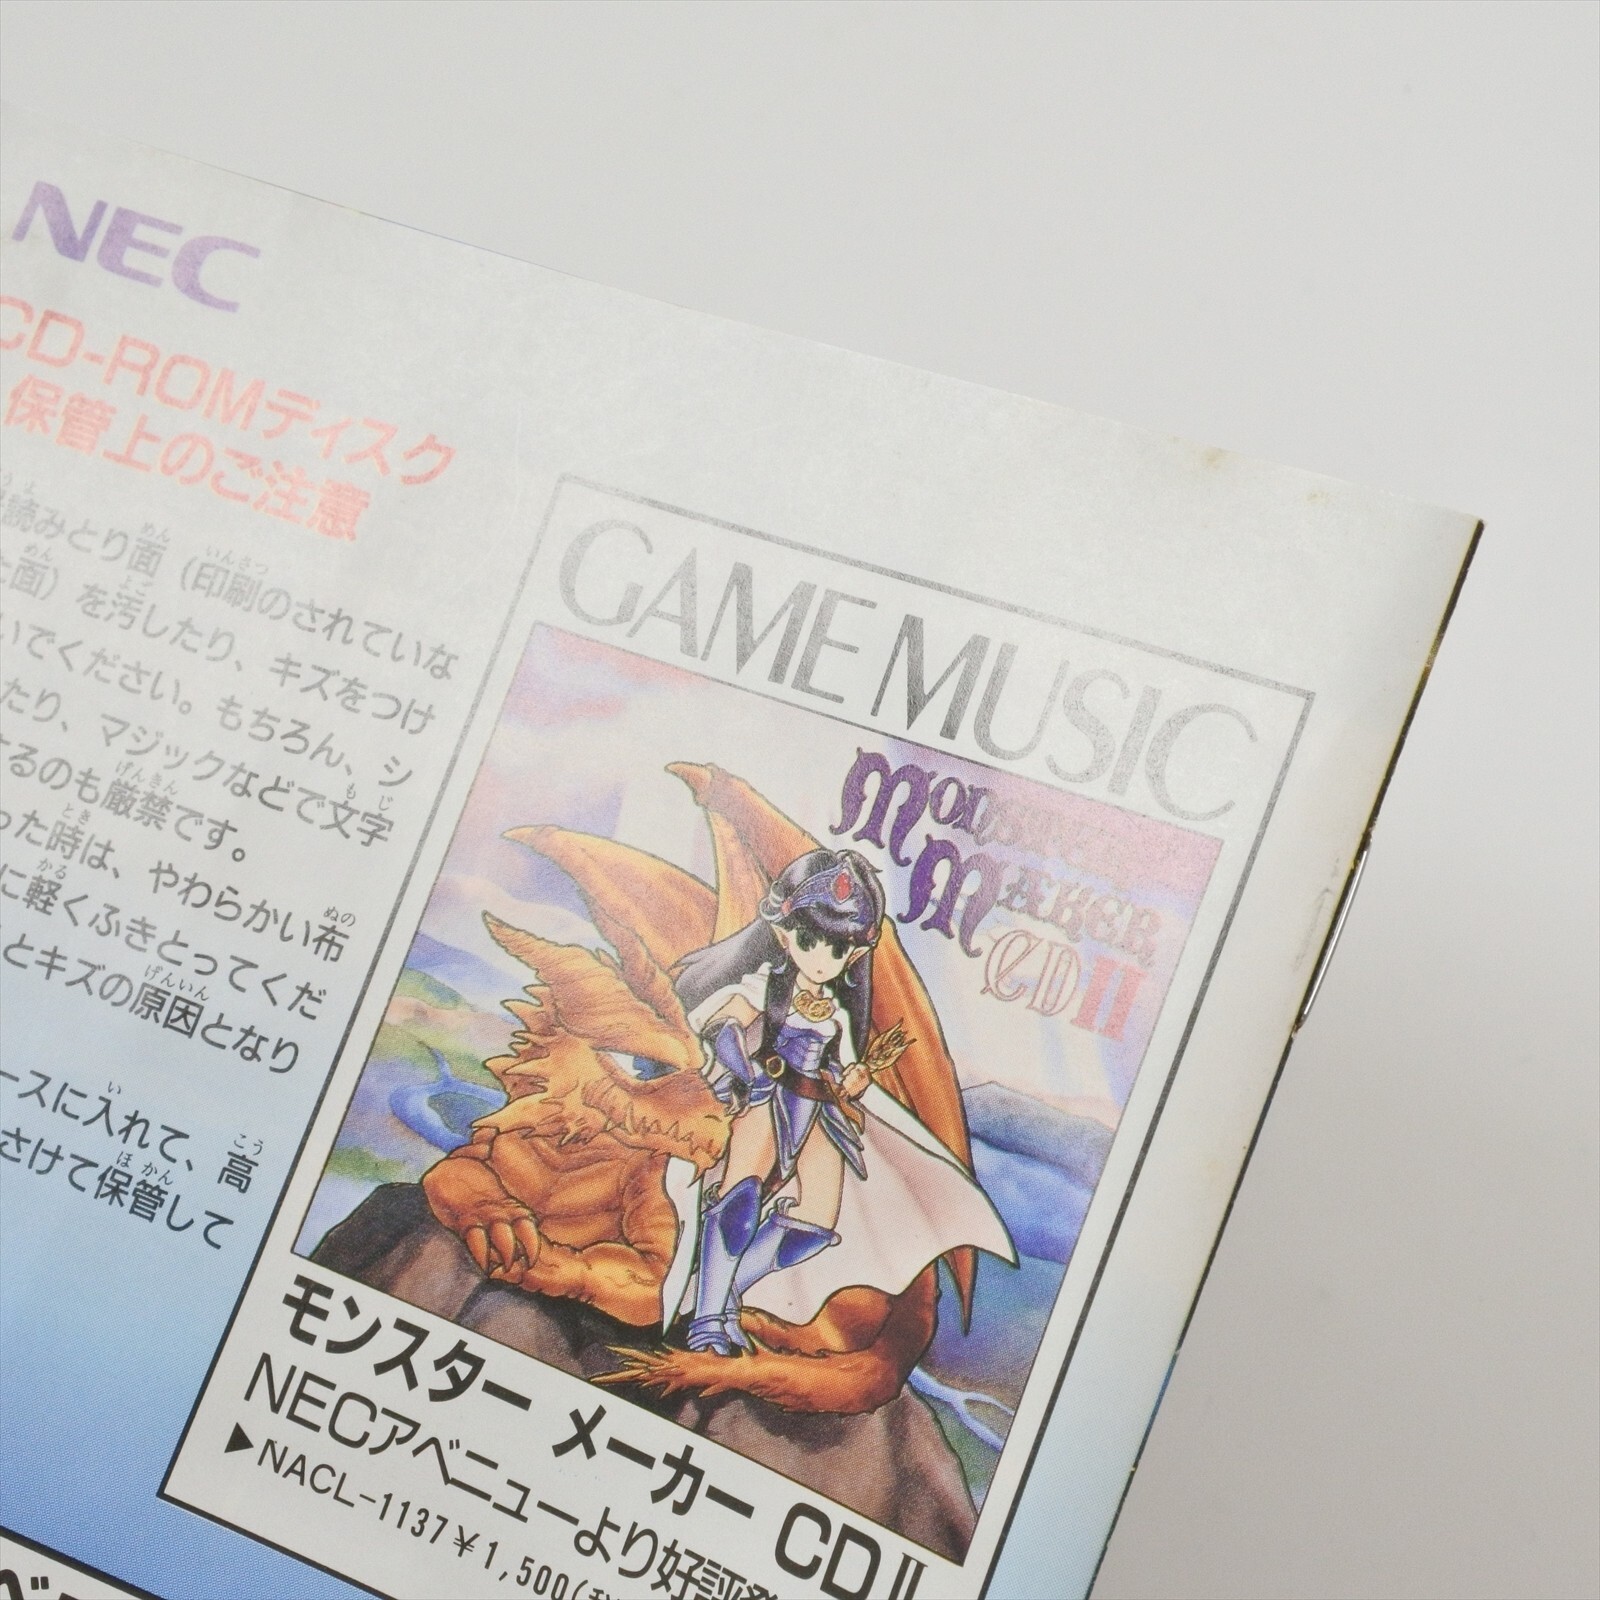 NEC
CD-ROMディスク
保管上のご注意
読みとり面（印刷のされていな
面）を汚したり、キズをつけ
いでください。もちろん、シ
たり、マジックなどで文字
するのも厳禁です。
った時は、やわらかい布
に軽くふきとってくだ
とキズの原因となり
ースに入れて、高
さけて保管して
GAME MUSIC
MONSTER
MAKER
CD II
モンスター メーカー CD II
NECアベニューより好評発
▶NACL-1137 ¥1,500(税